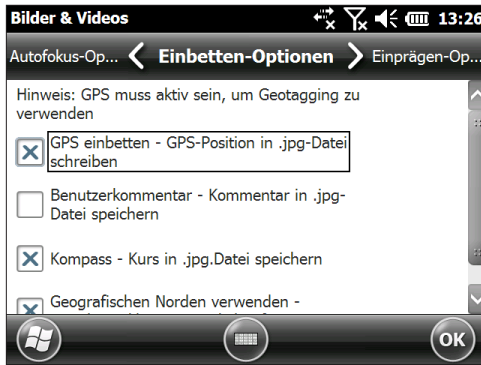 Bilder & Videos 13:26
Autofokus-Op... Einbetten-Optionen Einprägen-Op...
Hinweis: GPS muss aktiv sein, um Geotagging zu
verwenden
GPS einbetten - GPS-Position in .jpg-Datei
schreiben
Benutzerkommentar - Kommentar in .jpg-
Datei speichern
Kompass - Kurs in .jpg.Datei speichern
Geografischen Norden verwenden -
OK